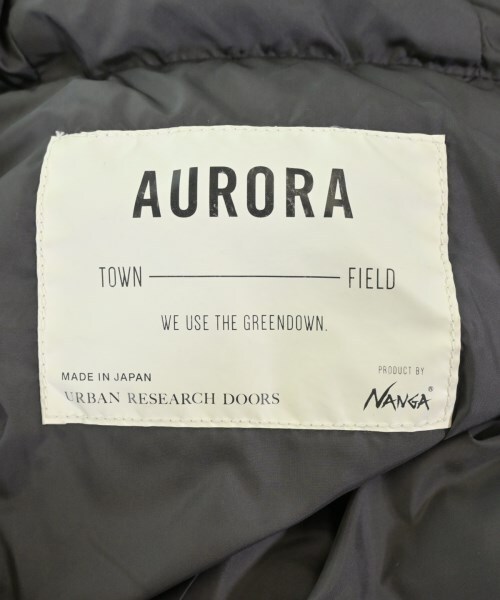 AURORA
TOWN FIELD
WE USE THE GREENDOWN.
MADE IN JAPAN
URBAN RESEARCH DOORS
PRODUCT BY
NANGA®